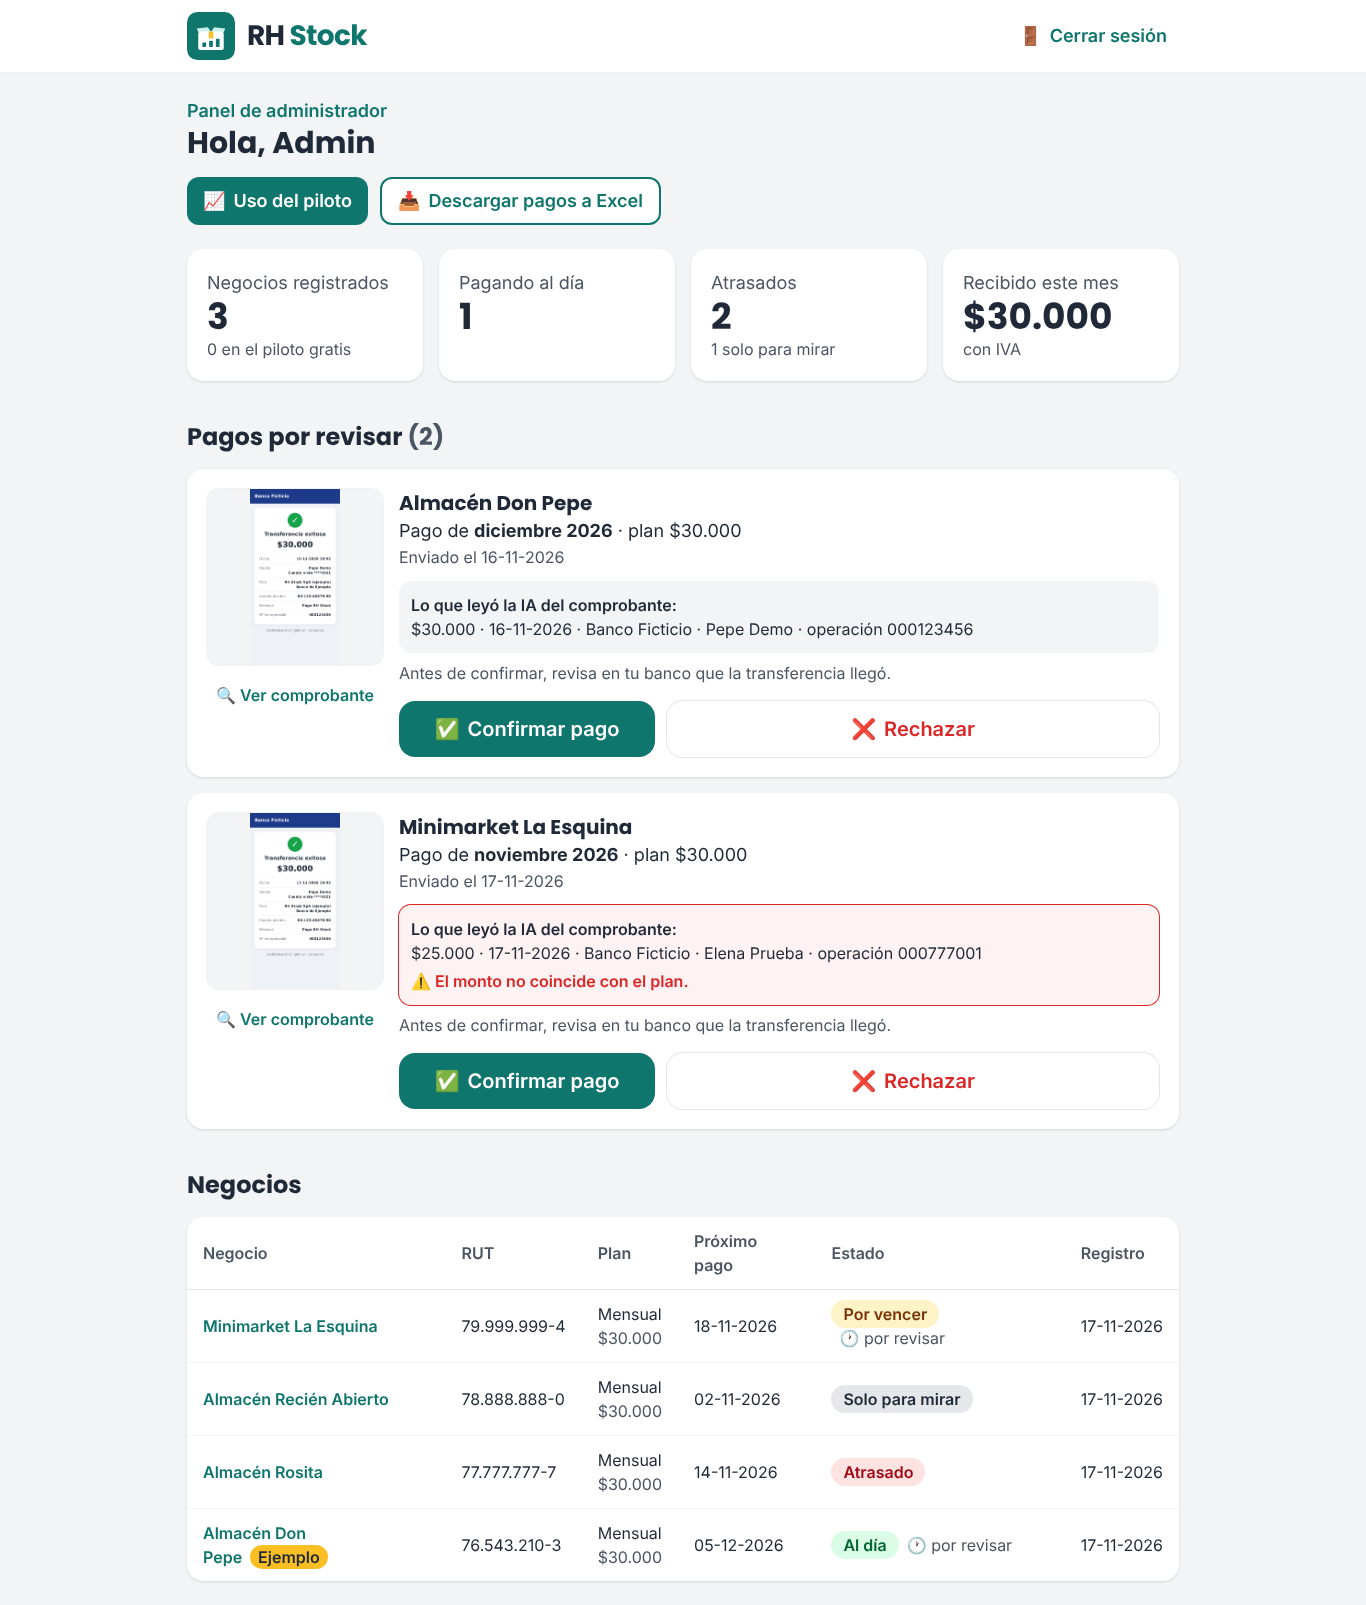 RH Stock
🚪 Cerrar sesión
Panel de administrador
Hola, Admin
📈 Uso del piloto
📥 Descargar pagos a Excel
Negocios registrados
3
0 en el piloto gratis
Pagando al día
1
Atrasados
2
1 solo para mirar
Recibido este mes
$30.000
con IVA
Pagos por revisar (2)
Banco Ficticio
Transferencia exitosa
$30.000
🔍 Ver comprobante
Almacén Don Pepe
Pago de diciembre 2026 · plan $30.000
Enviado el 16-11-2026
Lo que leyó la IA del comprobante:
$30.000 · 16-11-2026 · Banco Ficticio · Pepe Demo · operación 000123456
Antes de confirmar, revisa en tu banco que la transferencia llegó.
✅ Confirmar pago
❌ Rechazar
Banco Ficticio
Transferencia exitosa
$30.000
🔍 Ver comprobante
Minimarket La Esquina
Pago de noviembre 2026 · plan $30.000
Enviado el 17-11-2026
Lo que leyó la IA del comprobante:
$25.000 · 17-11-2026 · Banco Ficticio · Elena Prueba · operación 000777001
⚠️ El monto no coincide con el plan.
Antes de confirmar, revisa en tu banco que la transferencia llegó.
✅ Confirmar pago
❌ Rechazar
Negocios
Negocio RUT Plan Próximo pago Estado Registro
Minimarket La Esquina 79.999.999-4 Mensual $30.000 18-11-2026 Por vencer 🕐 por revisar 17-11-2026
Almacén Recién Abierto 78.888.888-0 Mensual $30.000 02-11-2026 Solo para mirar 17-11-2026
Almacén Rosita 77.777.777-7 Mensual $30.000 14-11-2026 Atrasado 17-11-2026
Almacén Don Pepe Ejemplo 76.543.210-3 Mensual $30.000 05-12-2026 Al día 🕐 por revisar 17-11-2026